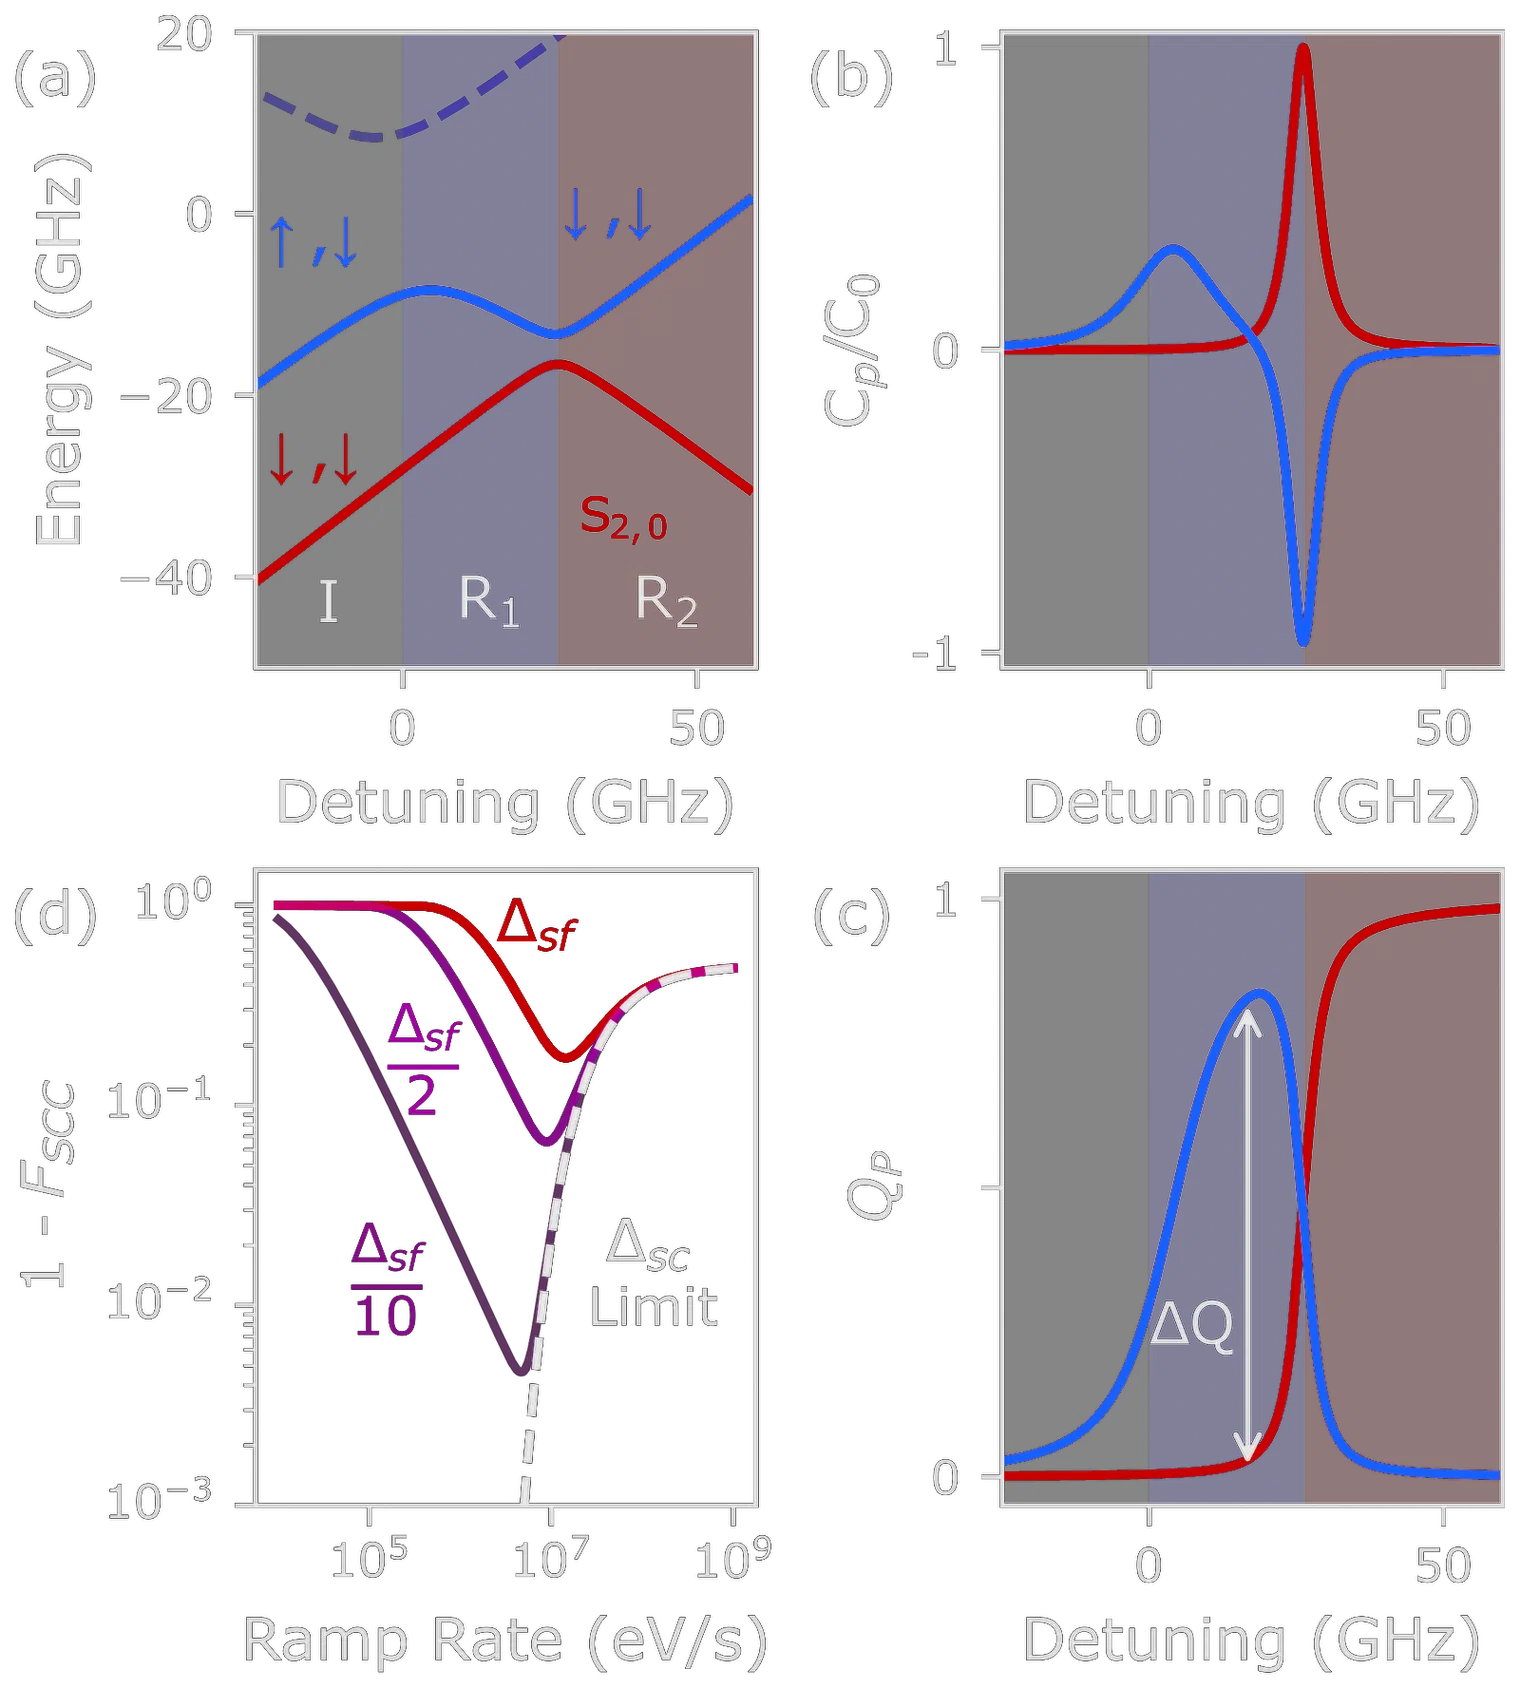 (a)
Energy (GHz)
20
0
−20
−40
↑,↓
↓,↓
↓,↓
S2,0
I
R1
R2
0
50
Detuning (GHz)
(b)
Cp/C0
1
0
-1
0
50
Detuning (GHz)
(d)
1 - FSCC
10^0
10^−1
10^−2
10^−3
Δsf
Δsf
2
Δsf
10
Δsc
Limit
10^5
10^7
10^9
Ramp Rate (eV/s)
(c)
QP
1
0
ΔQ
0
50
Detuning (GHz)